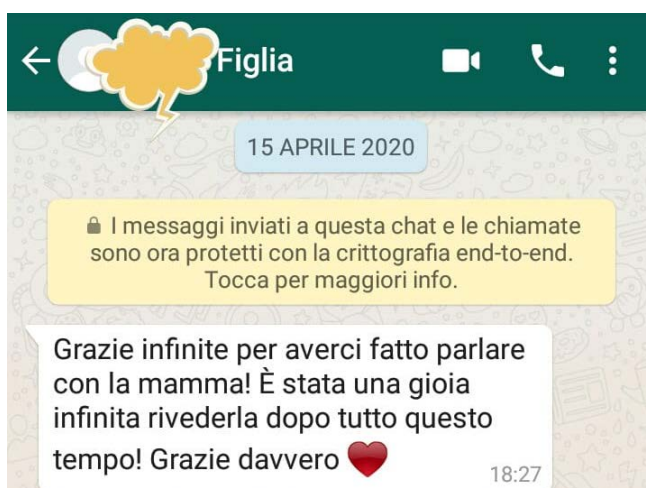 Figlia
15 APRILE 2020
I messaggi inviati a questa chat e le chiamate
sono ora protetti con la crittografia end-to-end.
Tocca per maggiori info.
Grazie infinite per averci fatto parlare
con la mamma! È stata una gioia
infinita rivederla dopo tutto questo
tempo! Grazie davvero ❤
18:27